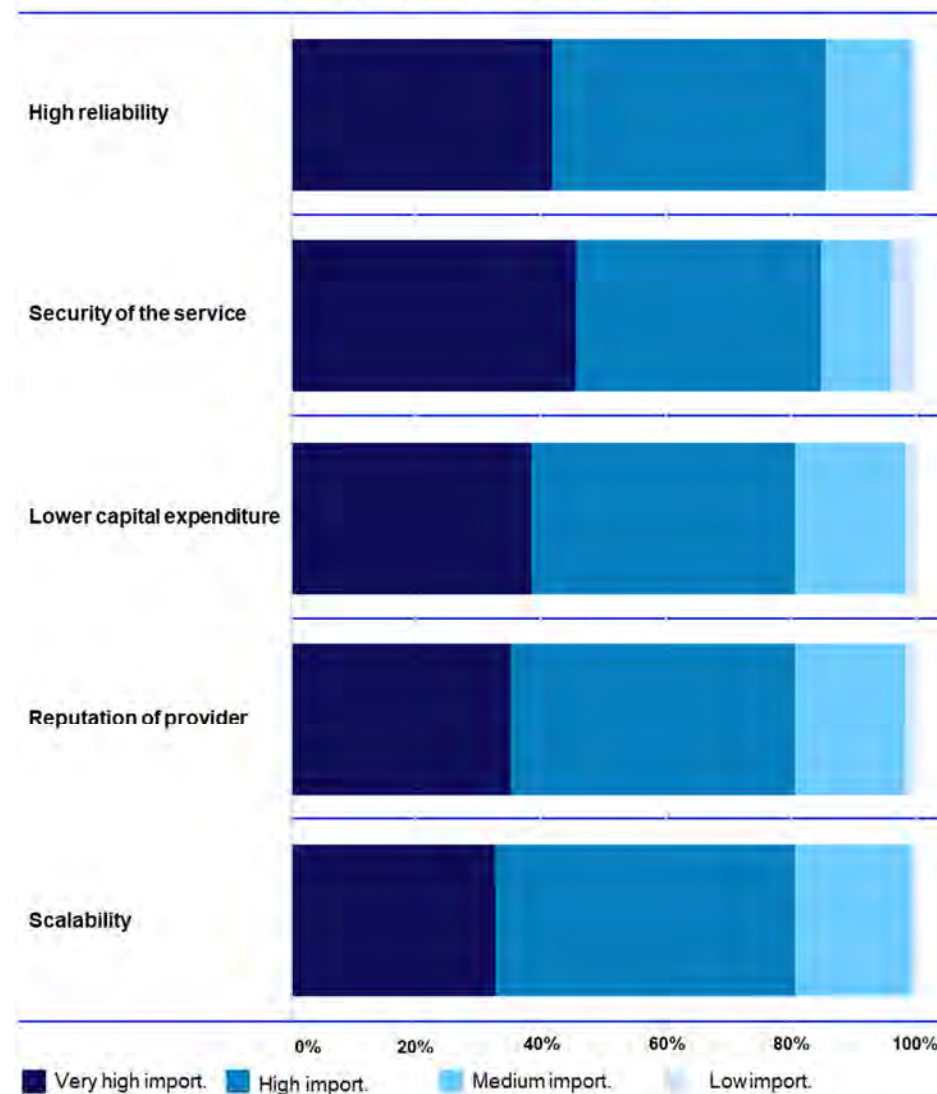 High reliability
Security of the service
Lower capital expenditure
Reputation of provider
Scalability
0% 20% 40% 60% 80% 100%
Very high import. High import. Medium import. Low import.